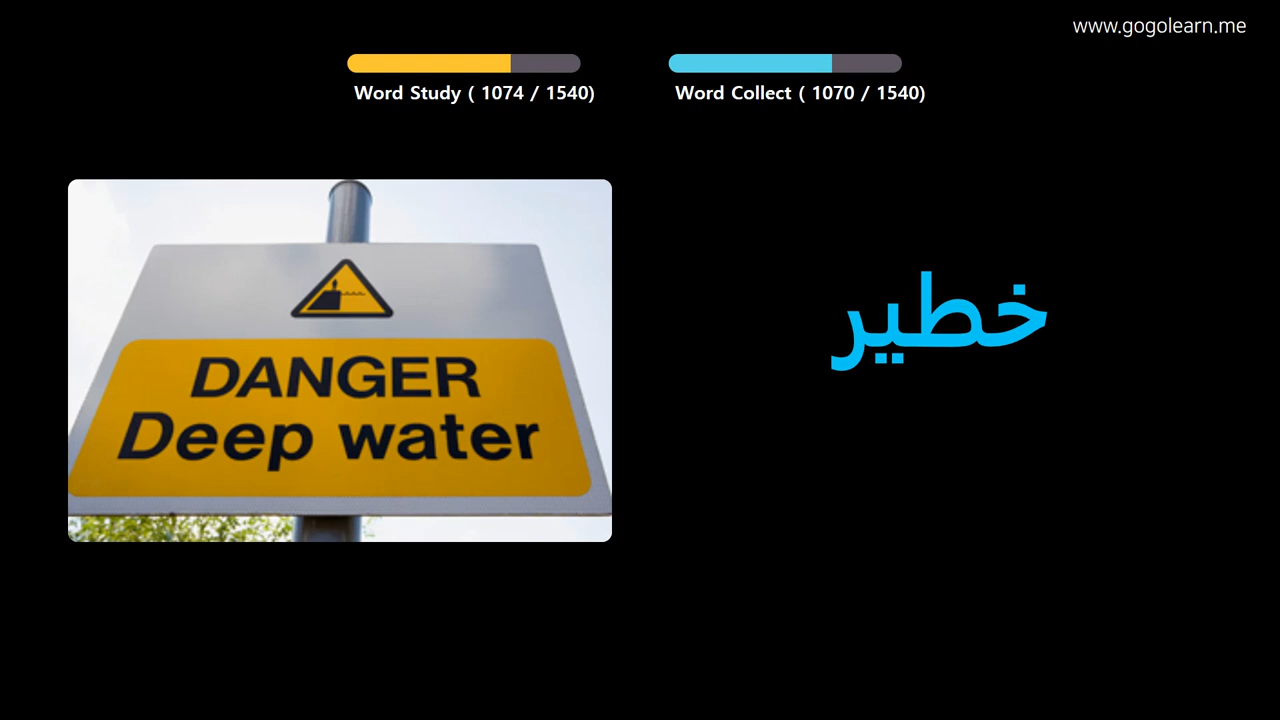 www.gogolearn.me
Word Study ( 1074 / 1540)
Word Collect ( 1070 / 1540)
DANGER
Deep water
خطير